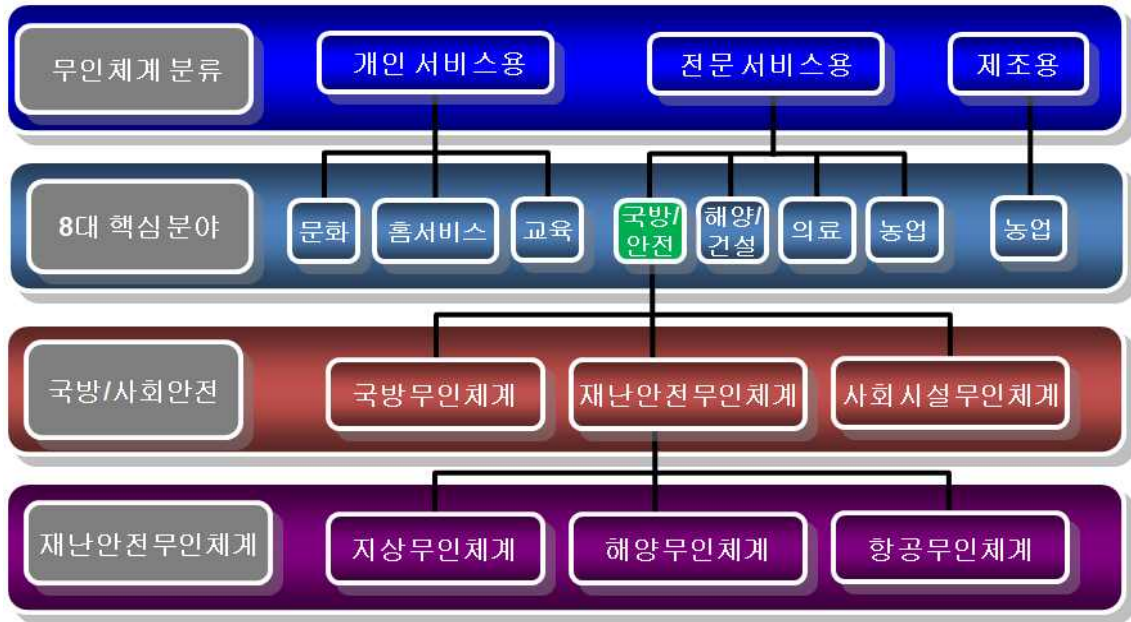 무인체계 분류
개인 서비스용
전문 서비스용
제조용
8대 핵심분야
문화
홈서비스
교육
국방/
안전
해양/
건설
의료
농업
농업
국방/사회안전
국방무인체계
재난안전무인체계
사회시설무인체계
재난안전무인체계
지상무인체계
해양무인체계
항공무인체계